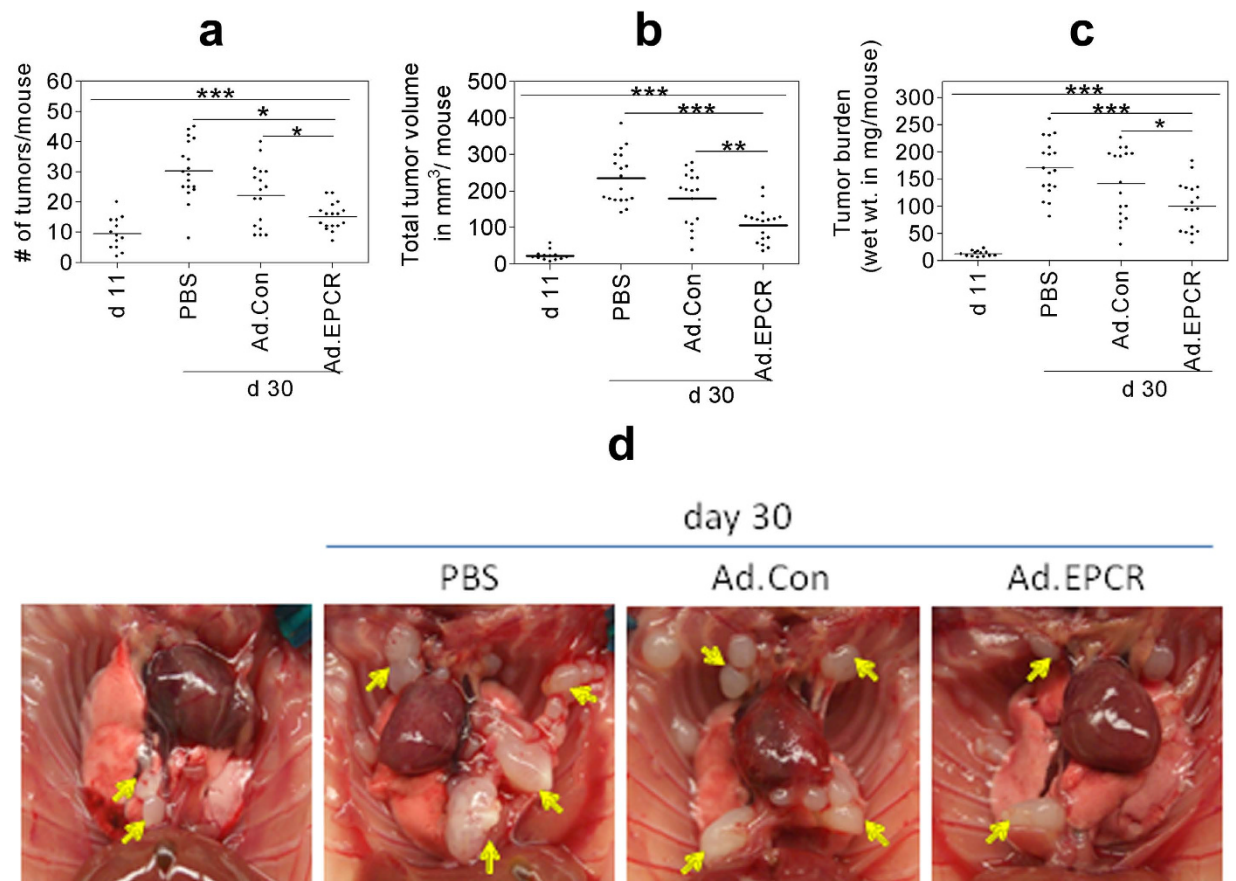 a
# of tumors/mouse
60
50
40
30
20
10
0
***
*
*
d 11
PBS
Ad.Con
Ad.EPCR
d 30
b
Total tumor volume
in mm³/ mouse
500
400
300
200
100
0
***
***
**
d 11
PBS
Ad.Con
Ad.EPCR
d 30
c
Tumor burden
(wet wt. in mg/mouse)
300
250
200
150
100
50
0
***
***
*
d 11
PBS
Ad.Con
Ad.EPCR
d 30
d
day 30
PBS Ad.Con Ad.EPCR